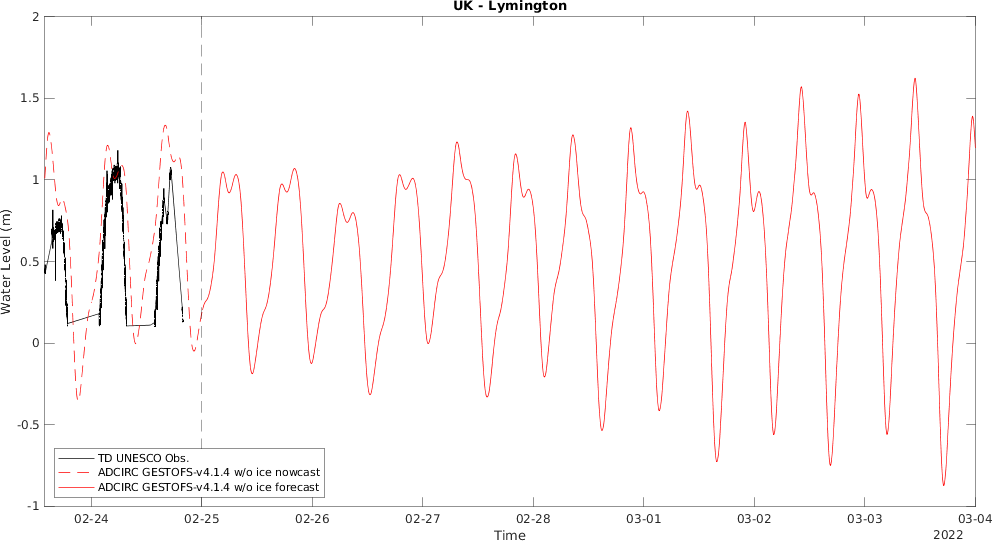 UK - Lymington
2
1.5
1
0.5
0
-0.5
-1
Water Level (m)
TD UNESCO Obs.
ADCIRC GESTOFS-v4.1.4 w/o ice nowcast
ADCIRC GESTOFS-v4.1.4 w/o ice forecast
02-24 02-25 02-26 02-27 02-28 03-01 03-02 03-03 03-04
Time
2022